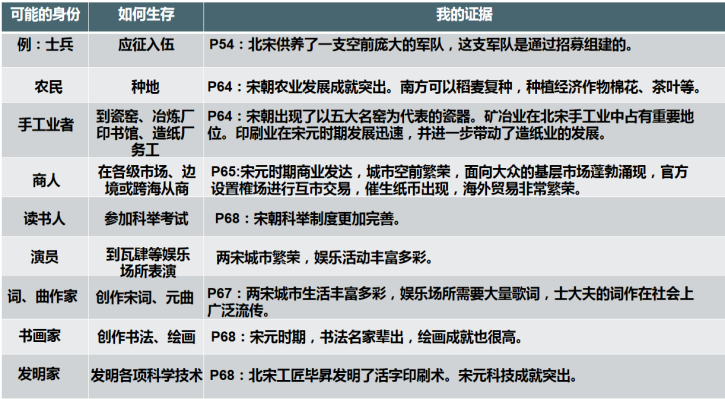 可能的身份 如何生存 我的证据
例：士兵 应征入伍 P54：北宋供养了一支空前庞大的军队，这支军队是通过招募组建的。
农民 种地 P64：宋朝农业发展成就突出。南方可以稻麦复种，种植经济作物棉花、茶叶等。
手工业者 到瓷窑、冶炼厂
印书馆、造纸厂
务工
P64：宋朝出现了以五大名窑为代表的瓷器。矿冶业在北宋手工业中占有重要地
位。印刷业在宋元时期发展迅速，并进一步带动了造纸业的发展。
商人 在各级市场、边
境或跨海从商
P65:宋元时期商业发达，城市空前繁荣，面向大众的基层市场蓬勃涌现，官方
设置榷场进行互市交易，催生纸币出现，海外贸易非常繁荣。
读书人 参加科举考试 P68：宋朝科举制度更加完善。
演员 到瓦肆等娱乐
场所表演
两宋城市繁荣，娱乐活动丰富多彩。
词、曲作家 创作宋词、元曲 P67：两宋城市生活丰富多彩，娱乐场所需要大量歌词，士大夫的词作在社会上
广泛流传。
书画家 创作书法、绘画 P68：宋元时期，书法名家辈出，绘画成就也很高。
发明家 发明各项科学技术 P68：北宋工匠毕昇发明了活字印刷术。宋元科技成就突出。